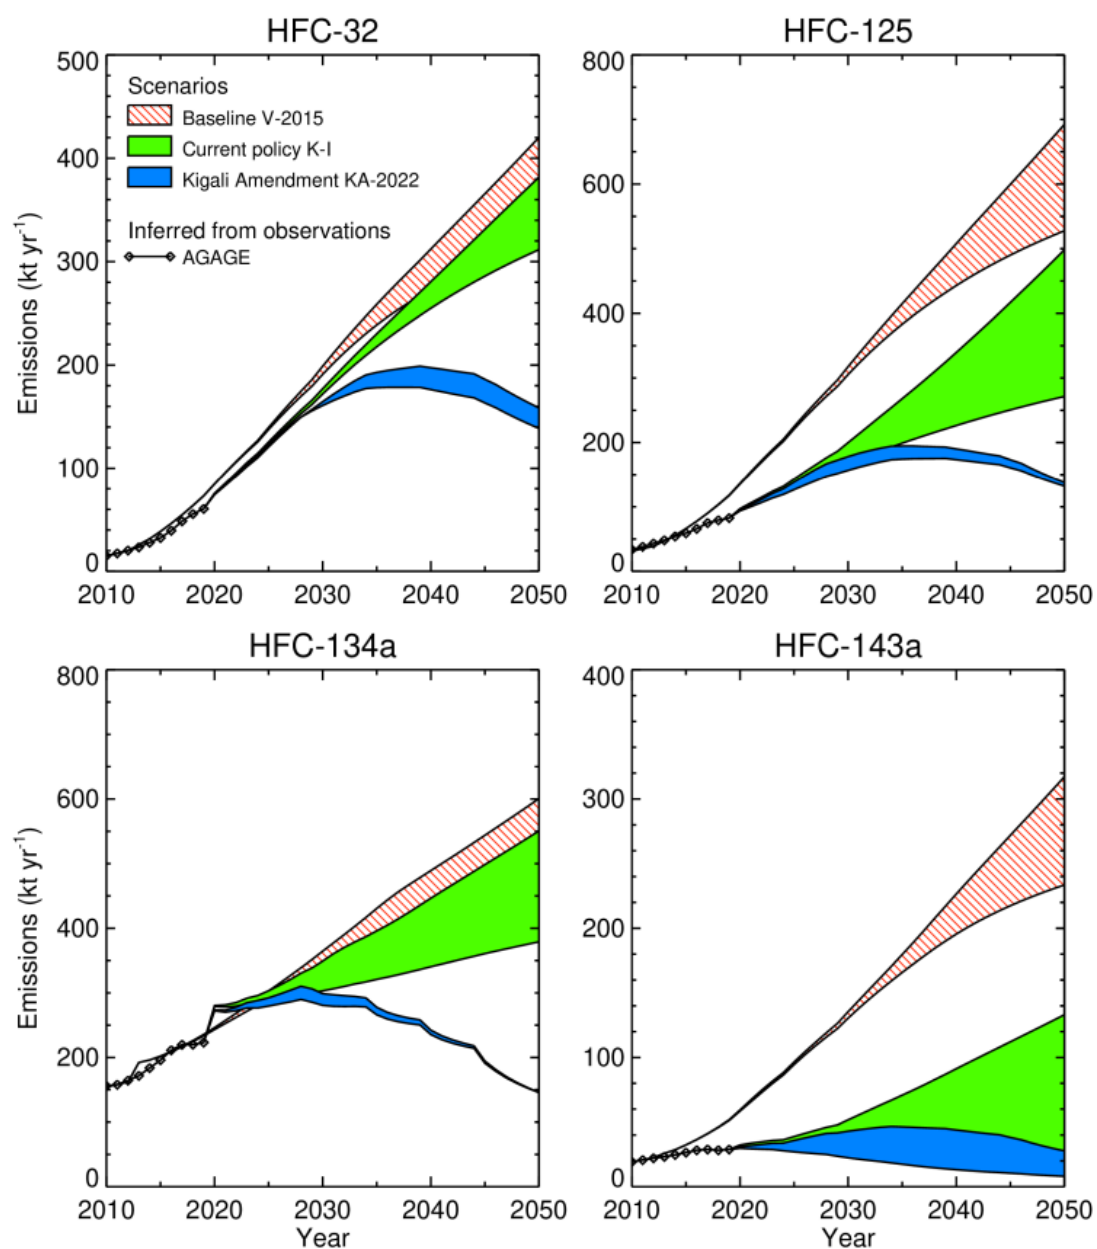 HFC-32
500
400
300
200
100
0
2010 2020 2030 2040 2050
Emissions (kt yr-1)
Scenarios
Baseline V-2015
Current policy K-I
Kigali Amendment KA-2022
Inferred from observations
AGAGE
HFC-125
800
600
400
200
0
2010 2020 2030 2040 2050
HFC-134a
800
600
400
200
0
2010 2020 2030 2040 2050
Emissions (kt yr-1)
Year
HFC-143a
400
300
200
100
0
2010 2020 2030 2040 2050
Year